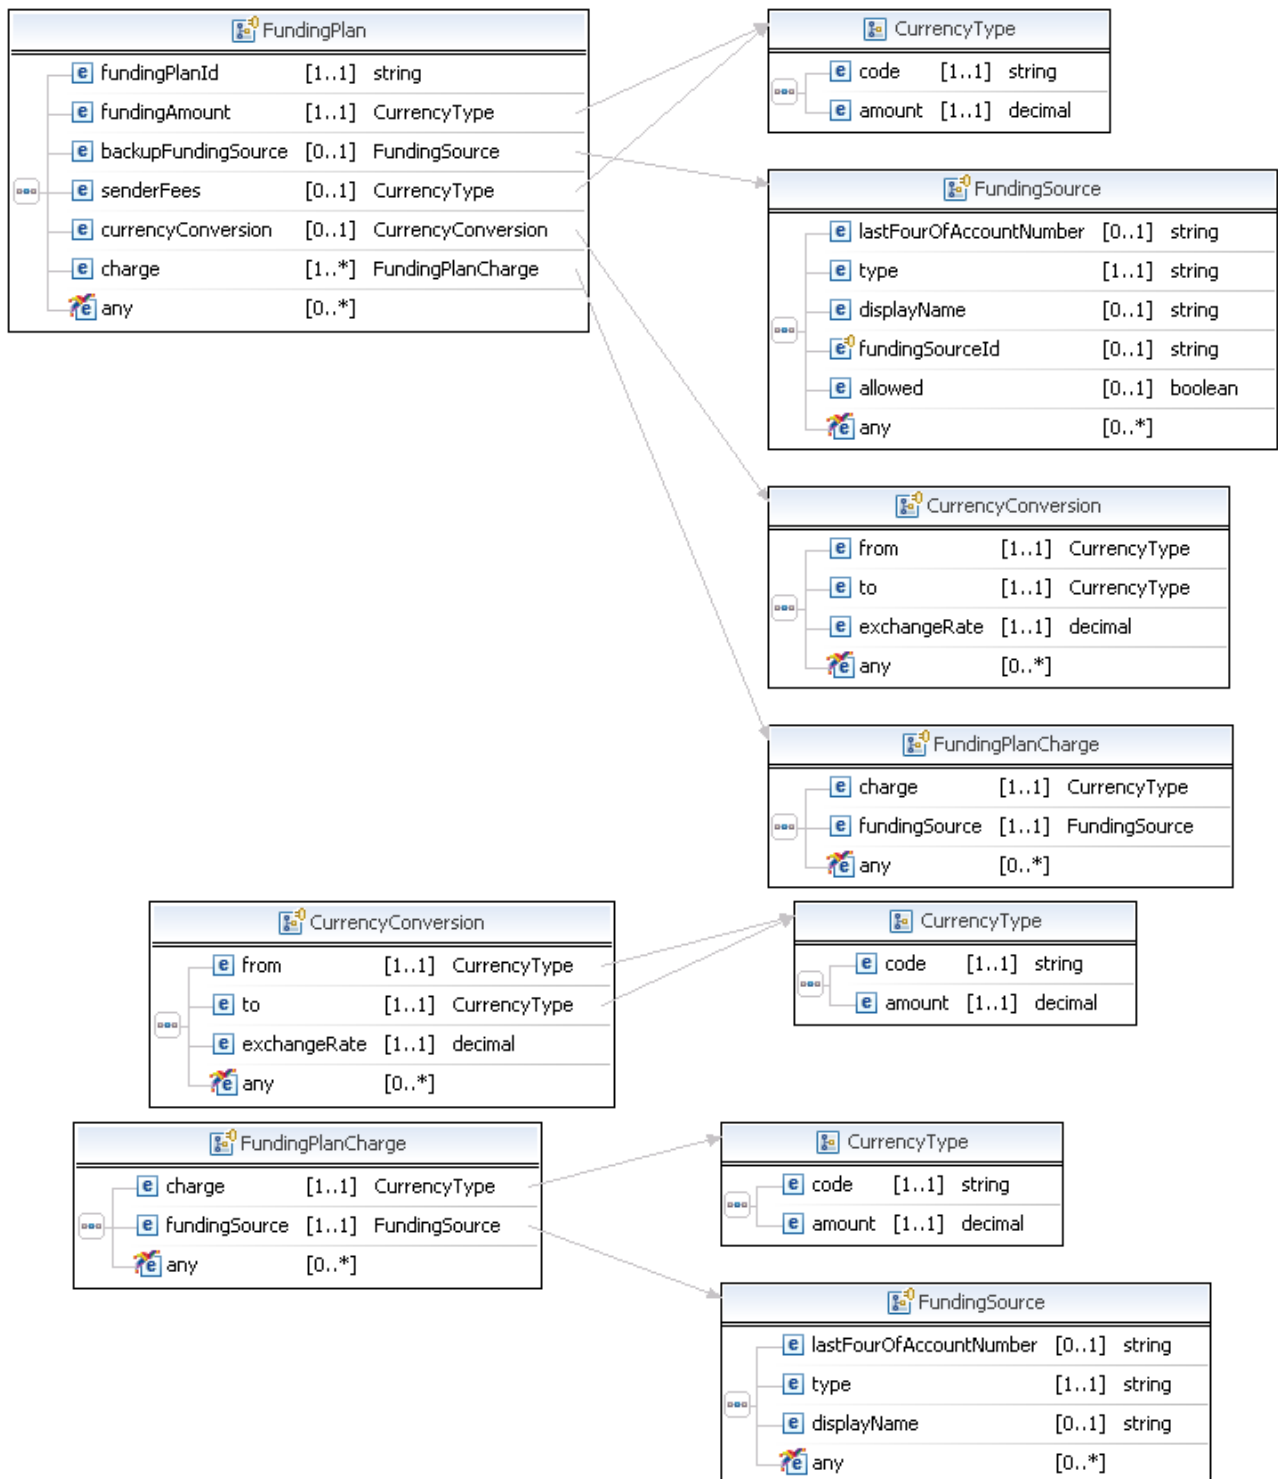 FundingPlan
fundingPlanId [1..1] string
fundingAmount [1..1] CurrencyType
backupFundingSource [0..1] FundingSource
senderFees [0..1] CurrencyType
currencyConversion [0..1] CurrencyConversion
charge [1..*] FundingPlanCharge
any [0..*]
CurrencyType
code [1..1] string
amount [1..1] decimal
FundingSource
lastFourOfAccountNumber [0..1] string
type [1..1] string
displayName [0..1] string
fundingSourceId [0..1] string
allowed [0..1] boolean
any [0..*]
CurrencyConversion
from [1..1] CurrencyType
to [1..1] CurrencyType
exchangeRate [1..1] decimal
any [0..*]
FundingPlanCharge
charge [1..1] CurrencyType
fundingSource [1..1] FundingSource
any [0..*]
CurrencyConversion
from [1..1] CurrencyType
to [1..1] CurrencyType
exchangeRate [1..1] decimal
any [0..*]
CurrencyType
code [1..1] string
amount [1..1] decimal
FundingPlanCharge
charge [1..1] CurrencyType
fundingSource [1..1] FundingSource
any [0..*]
CurrencyType
code [1..1] string
amount [1..1] decimal
FundingSource
lastFourOfAccountNumber [0..1] string
type [1..1] string
displayName [0..1] string
any [0..*]